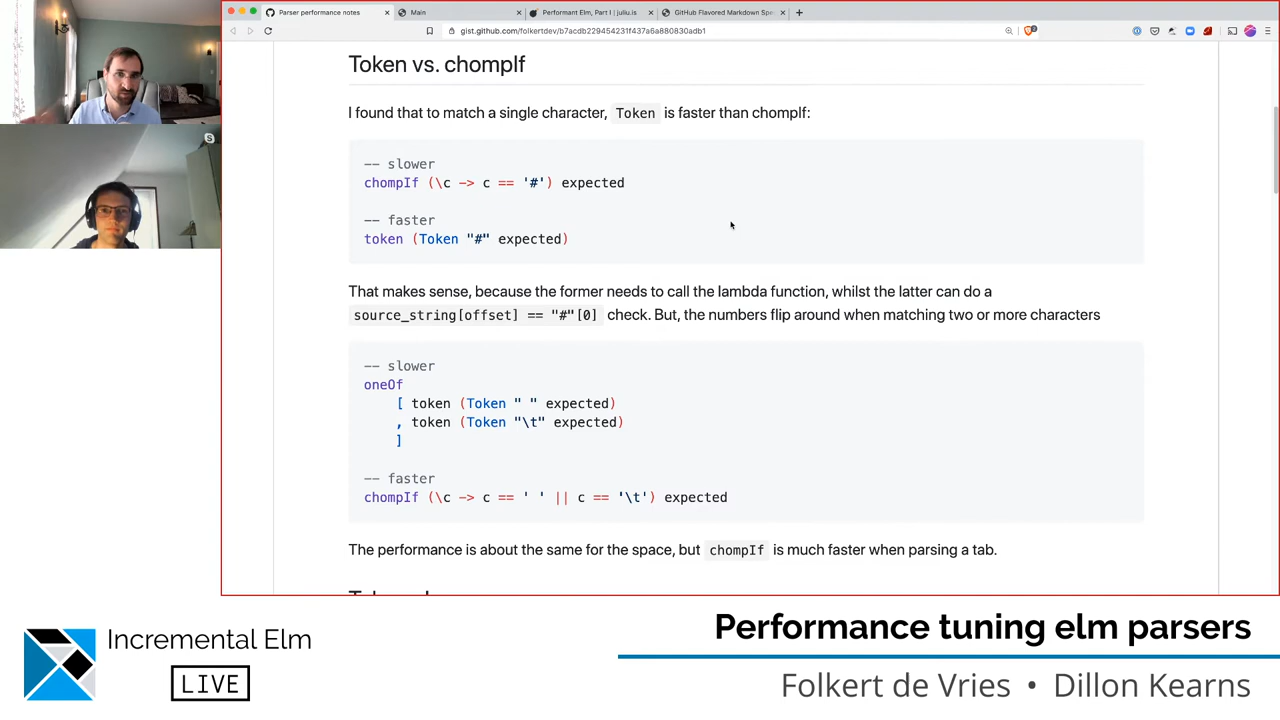 Parser performance notes
Main
Performant Elm, Part I | juliu.is
GitHub Flavored Markdown Spe
gist.github.com/folkertdev/b7acdb229454231f437a6a880830adb1
Token vs. chompIf
I found that to match a single character, Token is faster than chompIf:
-- slower
chompIf (\c -> c == '#') expected
-- faster
token (Token "#" expected)
That makes sense, because the former needs to call the lambda function, whilst the latter can do a
source_string[offset] == "#"[0] check. But, the numbers flip around when matching two or more characters
-- slower
oneOf
[ token (Token " " expected)
, token (Token "\t" expected)
]
-- faster
chompIf (\c -> c == ' ' || c == '\t') expected
The performance is about the same for the space, but chompIf is much faster when parsing a tab.
Incremental Elm
LIVE
Performance tuning elm parsers
Folkert de Vries • Dillon Kearns